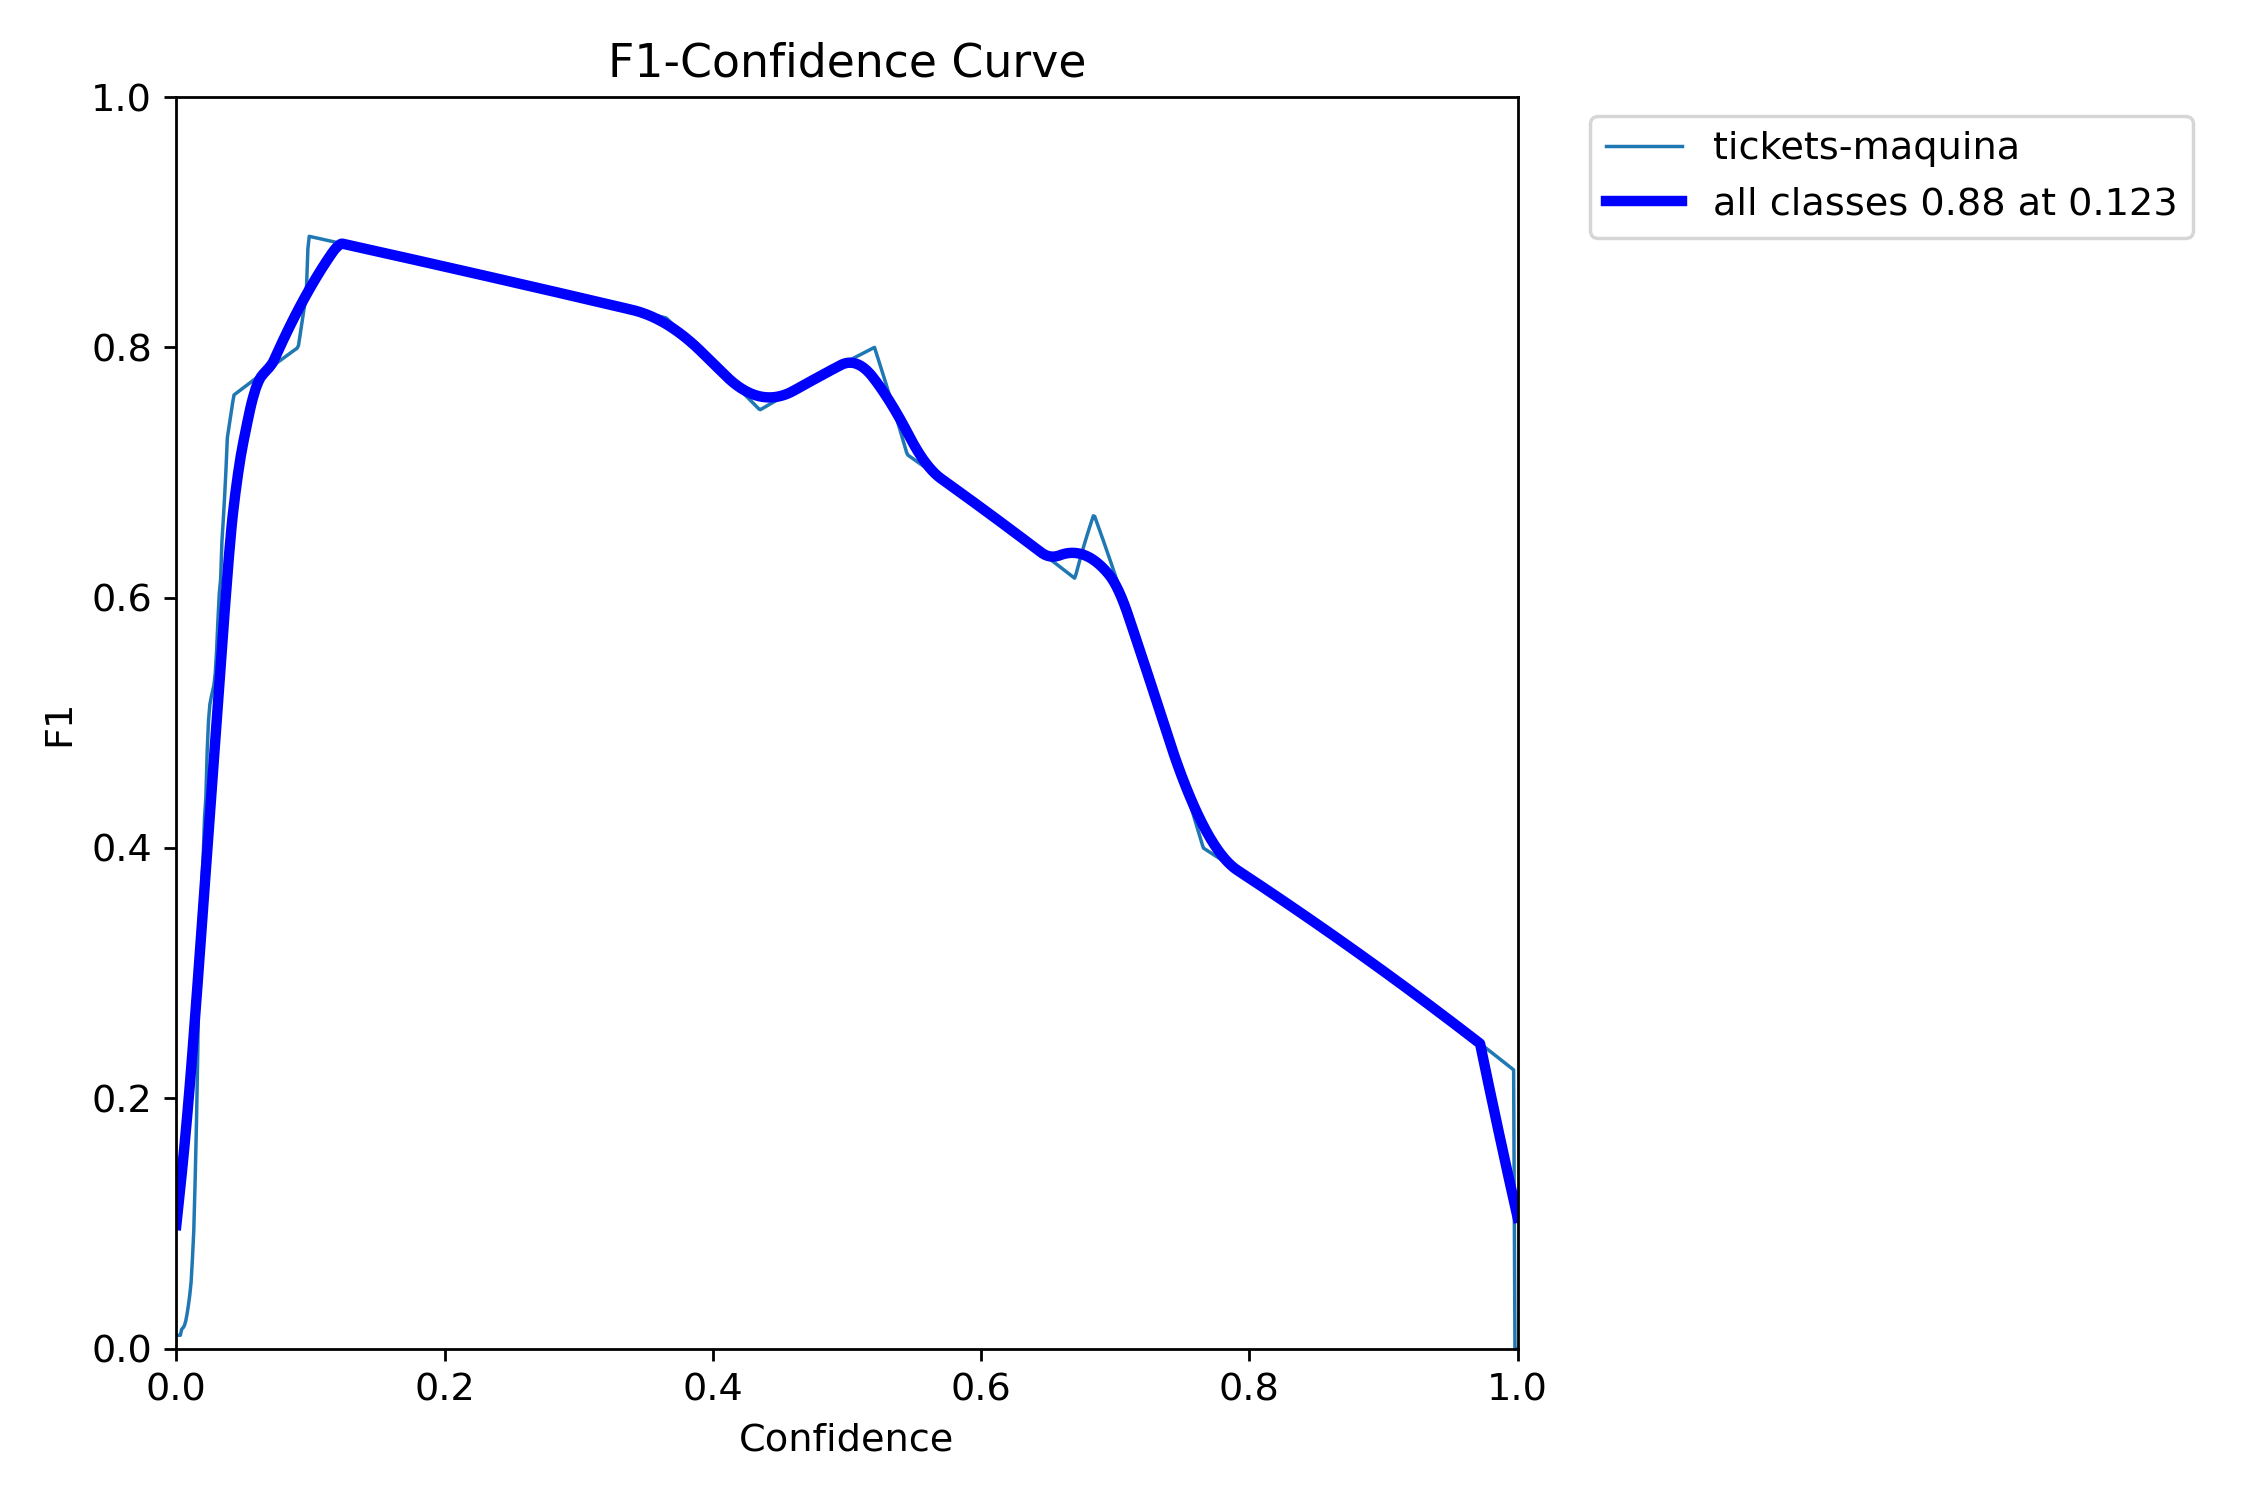 F1-Confidence Curve
1.0
0.8
0.6
0.4
0.2
0.0
F1
0.0 0.2 0.4 0.6 0.8 1.0
Confidence
tickets-maquina
all classes 0.88 at 0.123